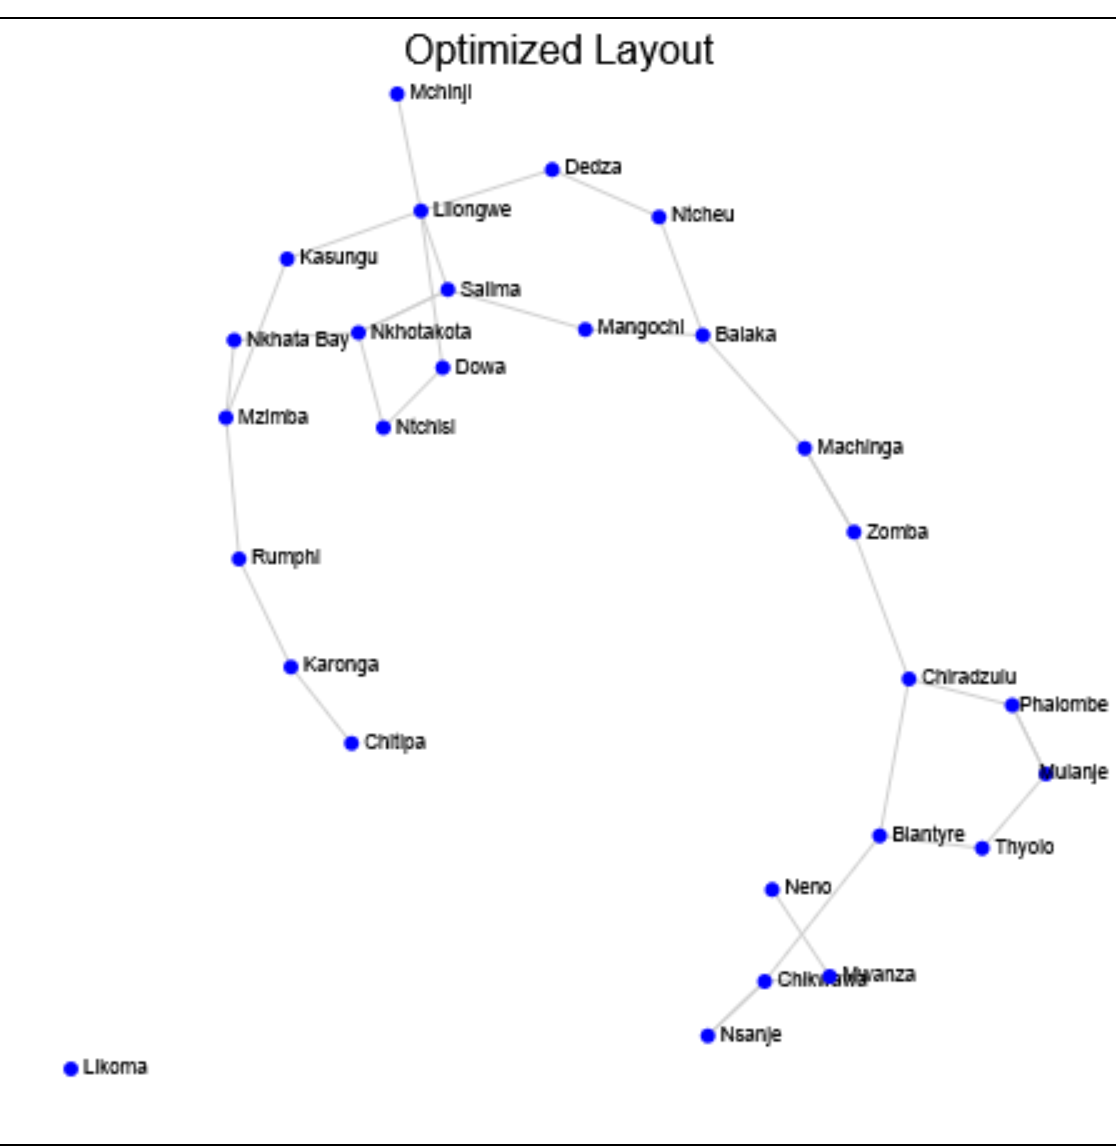 Optimized Layout
Mchinji
Dedza
Lilongwe
Ntcheu
Kasungu
Salima
Mangochi
Nkhotakota
Balaka
Nkhata Bay
Dowa
Mzimba
Ntchisi
Machinga
Zomba
Rumphi
Karonga
Chiradzulu
Phalombe
Chitipa
Mulanje
Blantyre
Thyolo
Neno
Mwanza
Chikwawa
Nsanje
Likoma